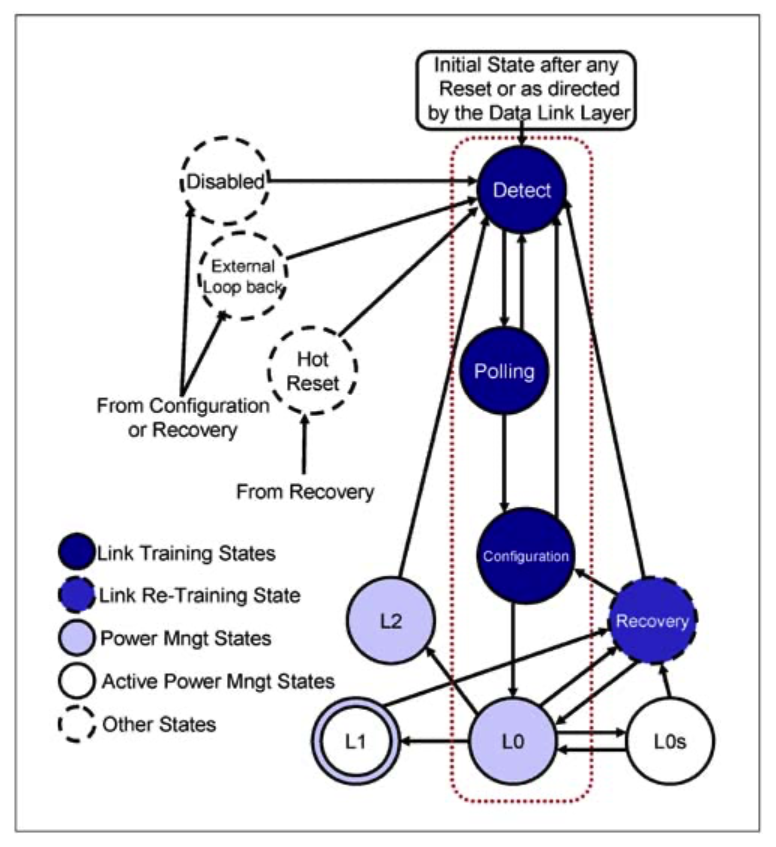 Initial State after any
Reset or as directed
by the Data Link Layer
Disabled
Detect
External
Loop back
Hot
Reset
Polling
From Configuration
or Recovery
From Recovery
Configuration
Link Training States
Link Re-Training State
L2
Recovery
Power Mngt States
Active Power Mngt States
Other States
L1
L0
L0s